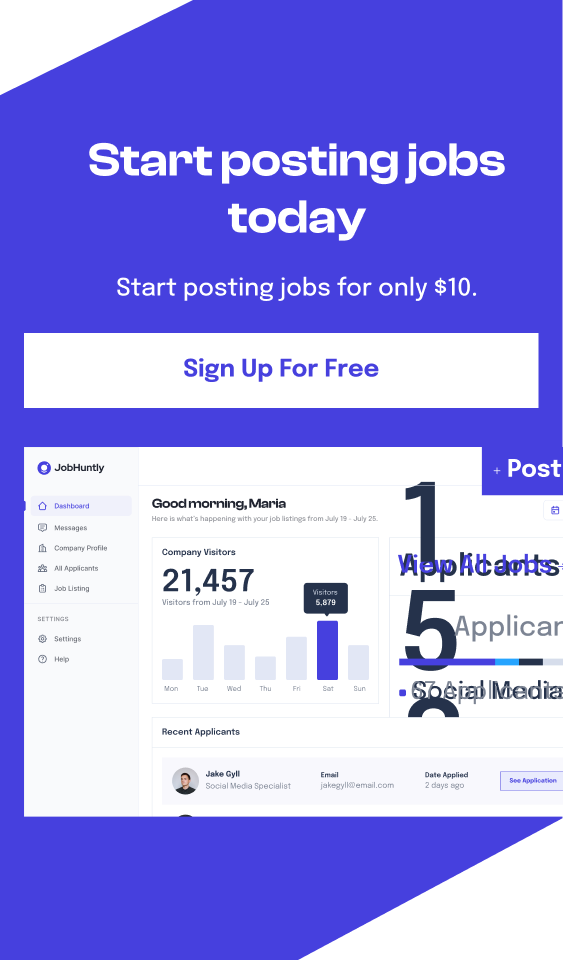 Start posting jobs
today
Start posting jobs for only $10.
Sign Up For Free
JobHuntly
+ Post
Dashboard
Messages
Company Profile
All Applicants
Job Listing
SETTINGS
Settings
Help
Good morning, Maria
Here is what's happening with your job listings from July 19 - July 25.
Company Visitors
21,457
Visitors from July 19 - July 25
Visitors
5,879
Mon Tue Wed Thu Fri Sat Sun
1
View All Jobs
Applicants
5
Applican
67 Applicants
Social Media
Recent Applicants
Jake Gyll
Social Media Specialist
Email
jakegyll@email.com
Date Applied
2 days ago
See Application